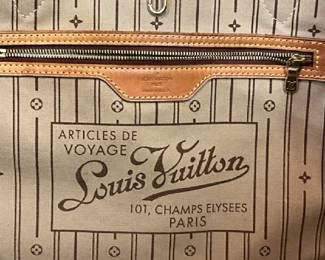 ARTICLES DE
VOYAGE
Louis Vuitton
101, CHAMPS ELYSEES
PARIS